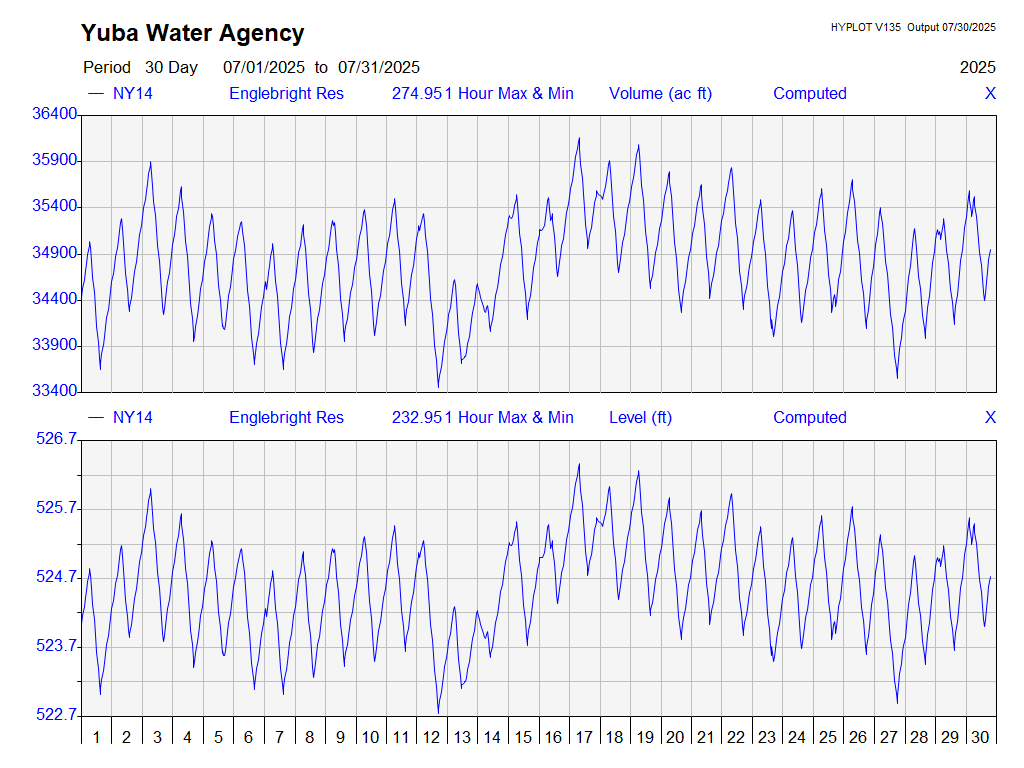 Yuba Water Agency
HYPLOT V135 Output 07/30/2025
Period 30 Day 07/01/2025 to 07/31/2025 2025
NY14 Englebright Res 274.951 Hour Max & Min Volume (ac ft) Computed X
36400
35900
35400
34900
34400
33900
33400
NY14 Englebright Res 232.951 Hour Max & Min Level (ft) Computed X
526.7
525.7
524.7
523.7
522.7
1 2 3 4 5 6 7 8 9 10 11 12 13 14 15 16 17 18 19 20 21 22 23 24 25 26 27 28 29 30